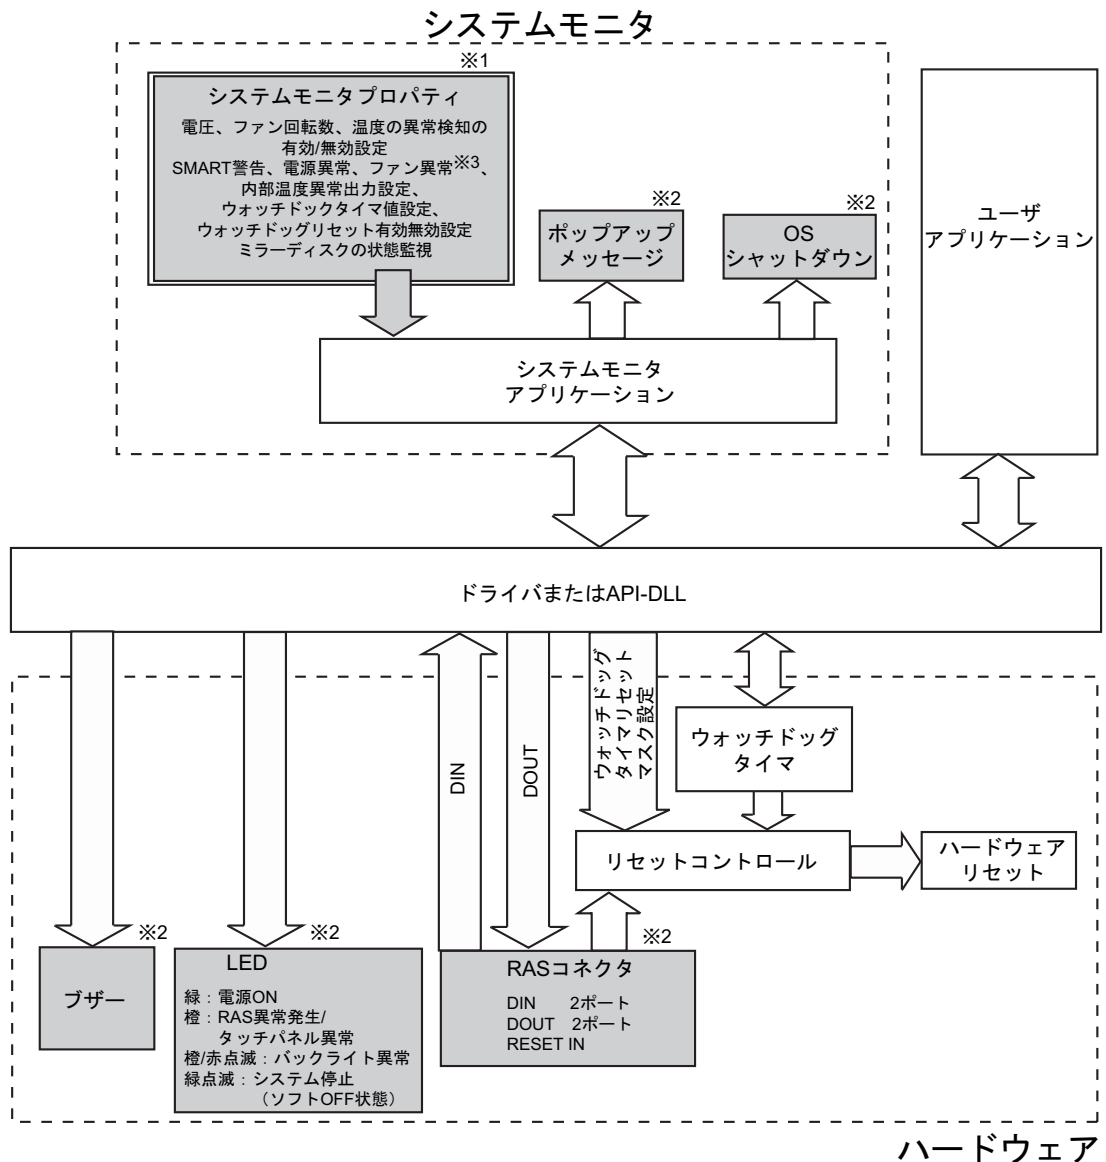 システムモニタ
※1
システムモニタプロパティ
電圧、ファン回転数、温度の異常検知の
有効/無効設定
SMART警告、電源異常、ファン異常※3、
内部温度異常出力設定、
ウォッチドックタイマ値設定、
ウォッチドッグリセット有効無効設定
ミラーディスクの状態監視
※2
ポップアップ
メッセージ
※2
OS
シャットダウン
ユーザ
アプリケーション
システムモニタ
アプリケーション
ドライバまたはAPI-DLL
DIN
DOUT
ウォッチドッグ
タイマリセット
マスク設定
ウォッチドッグ
タイマ
リセットコントロール
ハードウェア
リセット
※2
ブザー
※2
LED
緑：電源ON
橙：RAS異常発生/
タッチパネル異常
橙/赤点滅：バックライト異常
緑点滅：システム停止
（ソフトOFF状態）
※2
RASコネクタ
DIN 2ポート
DOUT 2ポート
RESET IN
ハードウェア